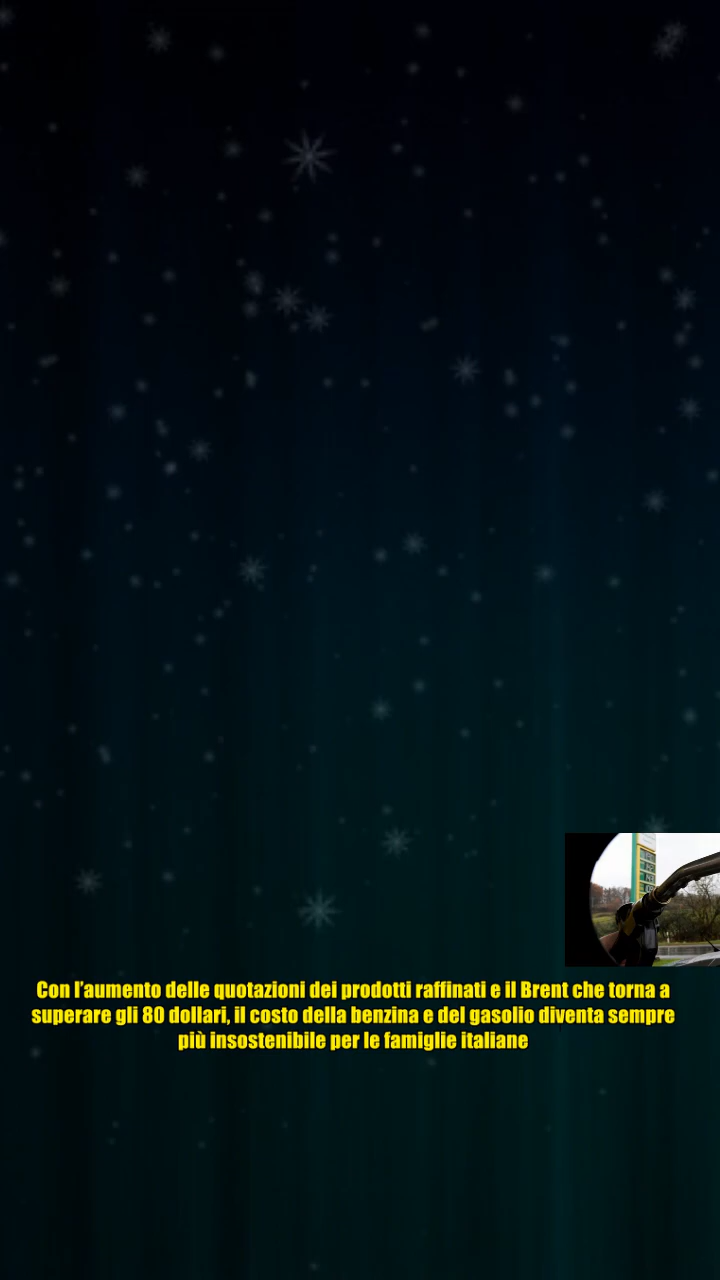 Con l’aumento delle quotazioni dei prodotti raffinati e il Brent che torna a
superare gli 80 dollari, il costo della benzina e del gasolio diventa sempre
più insostenibile per le famiglie italiane